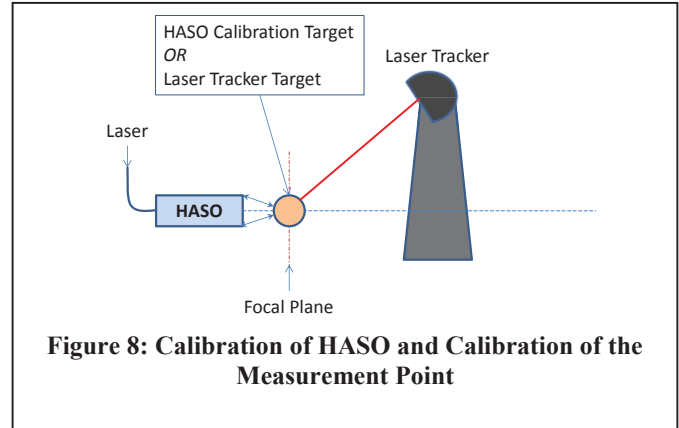 HASO Calibration Target
OR
Laser Tracker Target
Laser Tracker
Laser
HASO
Focal Plane
Figure 8: Calibration of HASO and Calibration of the
Measurement Point